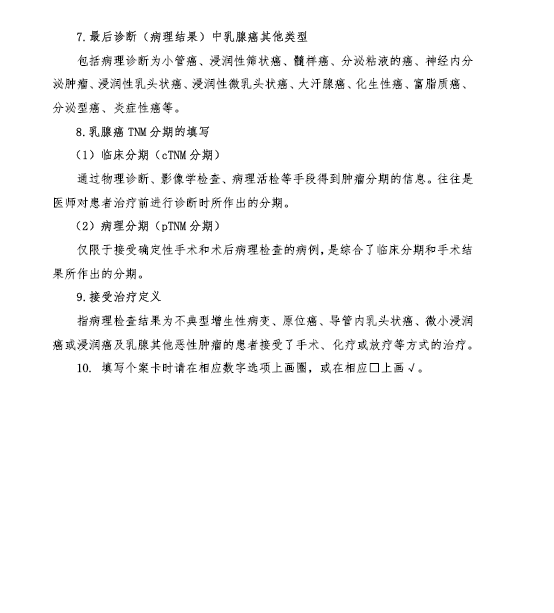 7.最后诊断（病理结果）中乳腺癌其他类型
包括病理诊断为小管癌、浸润性筛状癌、髓样癌、分泌粘液的癌、神经内分
泌肿瘤、浸润性乳头状癌、浸润性微乳头状癌、大汗腺癌、化生性癌、富脂质癌、
分泌型癌、炎症性癌等。
8.乳腺癌 TNM 分期的填写
（1）临床分期（cTNM 分期）
通过物理诊断、影像学检查、病理活检等手段得到肿瘤分期的信息。往往是
医师对患者治疗前进行诊断时所作出的分期。
（2）病理分期（pTNM 分期）
仅限于接受确定性手术和术后病理检查的病例,是综合了临床分期和手术结
果所作出的分期。
9.接受治疗定义
指病理检查结果为不典型增生性病变、原位癌、导管内乳头状癌、微小浸润
癌或浸润癌及乳腺其他恶性肿瘤的患者接受了手术、化疗或放疗等方式的治疗。
10. 填写个案卡时请在相应数字选项上画圈，或在相应□上画√。